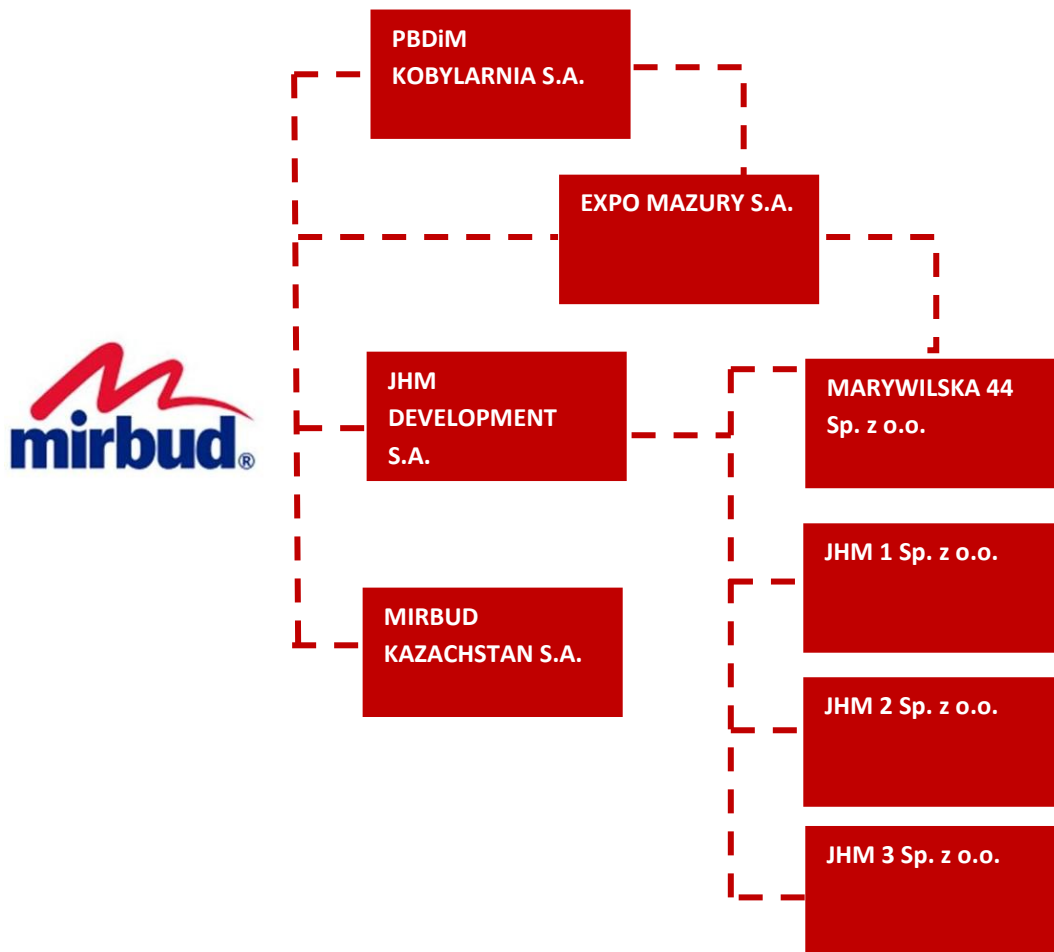 PBDiM
KOBYLARNIA S.A.
EXPO MAZURY S.A.
mirbud®
JHM
DEVELOPMENT
S.A.
MARYWILSKA 44
Sp. z o.o.
JHM 1 Sp. z o.o.
MIRBUD
KAZACHSTAN S.A.
JHM 2 Sp. z o.o.
JHM 3 Sp. z o.o.